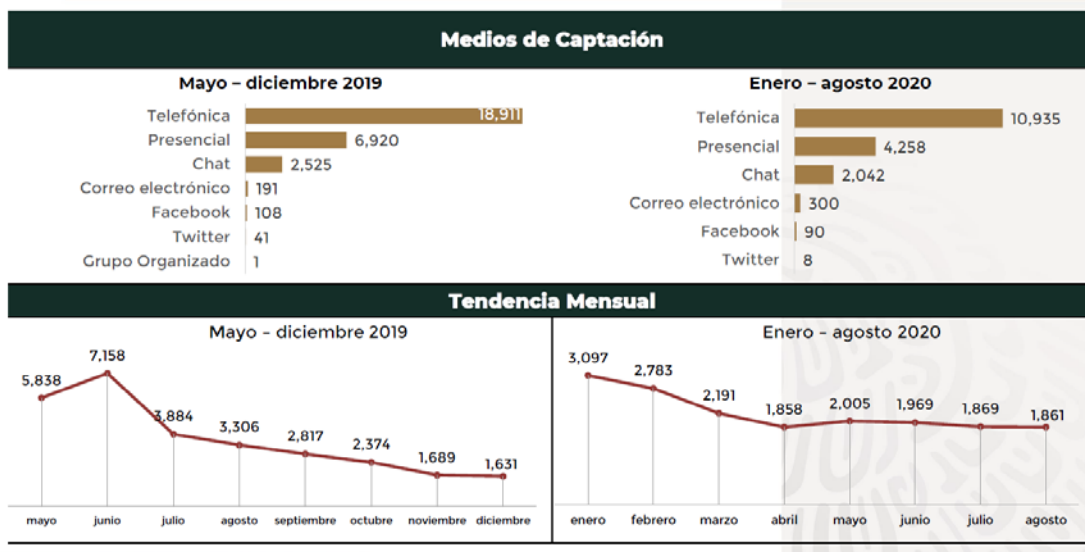 Medios de Captación
Mayo – diciembre 2019
Telefónica 18,911
Presencial 6,920
Chat 2,525
Correo electrónico 191
Facebook 108
Twitter 41
Grupo Organizado 1
Enero – agosto 2020
Telefónica 10,935
Presencial 4,258
Chat 2,042
Correo electrónico 300
Facebook 90
Twitter 8
Tendencia Mensual
Mayo – diciembre 2019
5,838 7,158 3,884 3,306 2,817 2,374 1,689 1,631
mayo junio julio agosto septiembre octubre noviembre diciembre
Enero – agosto 2020
3,097 2,783 2,191 1,858 2,005 1,969 1,869 1,861
enero febrero marzo abril mayo junio julio agosto